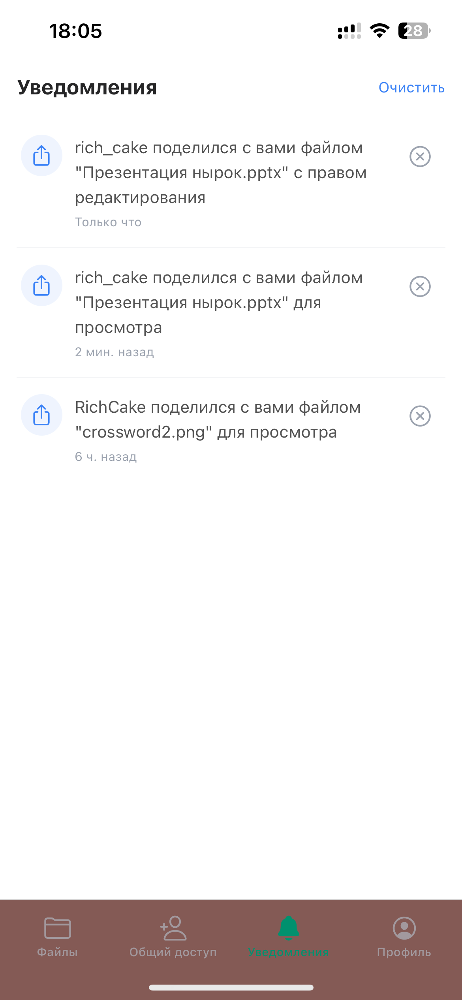 18:05
28
Уведомления
Очистить
rich_cake поделился с вами файлом
"Презентация нырок.pptx" с правом
редактирования
Только что
rich_cake поделился с вами файлом
"Презентация нырок.pptx" для
просмотра
2 мин. назад
RichCake поделился с вами файлом
"crossword2.png" для просмотра
6 ч. назад
Файлы
Общий доступ
Уведомления
Профиль